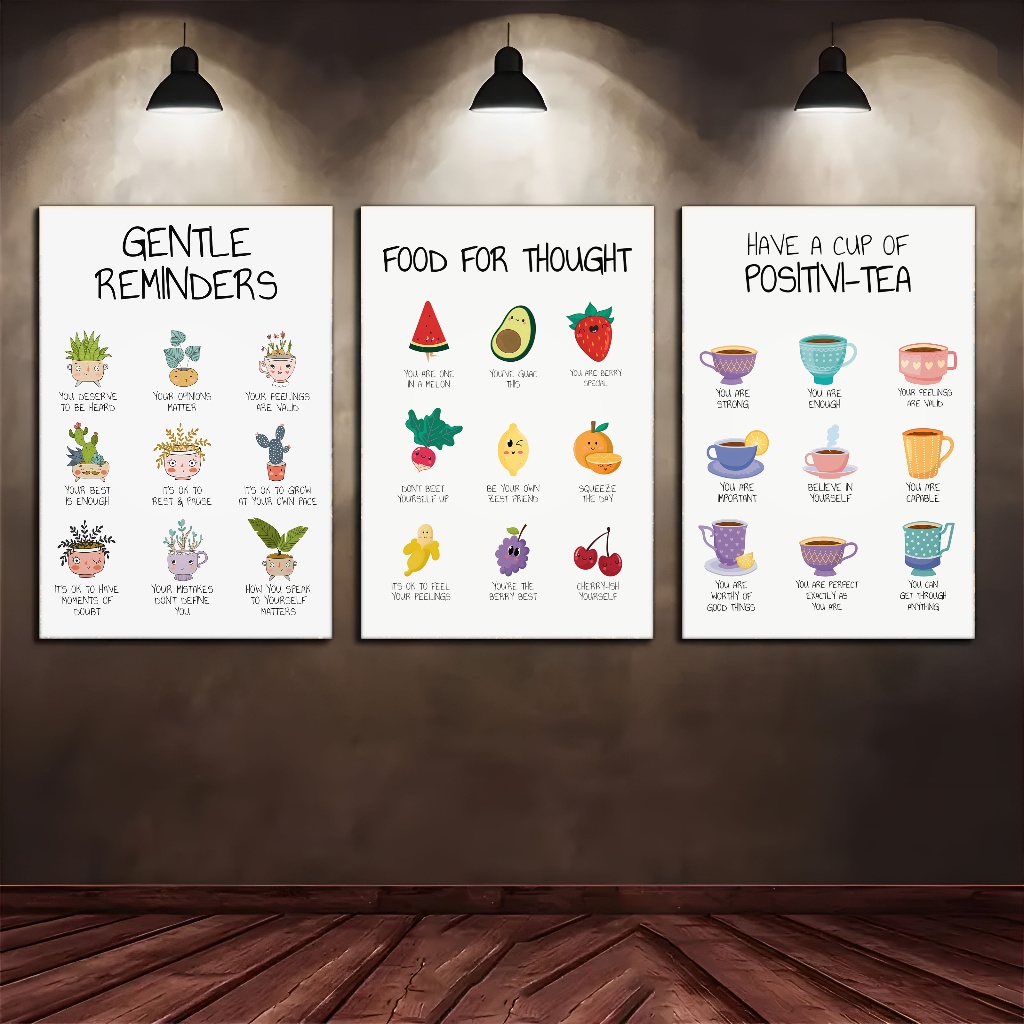 GENTLE
REMINDERS
YOU DESERVE
TO BE HEARD
YOUR OPINIONS
MATTER
YOUR FEELINGS
ARE VALID
YOUR BEST
IS ENOUGH
IT'S OK TO
REST & PAUSE
IT'S OK TO GROW
AT YOUR OWN PACE
IT'S OK TO HAVE
MOMENTS OF
DOUBT
YOUR MISTAKES
DON'T DEFINE
YOU
HOW YOU SPEAK
TO YOURSELF
MATTERS
FOOD FOR THOUGHT
YOU ARE ONE
IN A MELON
YOU'VE GUAC
THIS
YOU ARE BERRY
SPECIAL
DON'T BEET
YOURSELF UP
BE YOUR OWN
ZEST FRIEND
SQUEEZE
THE DAY
IT'S OK TO FEEL
YOUR PEELINGS
YOU'RE THE
BERRY BEST
CHERRY-ISH
YOURSELF
HAVE A CUP OF
POSITIVI-TEA
YOU ARE
STRONG
YOU ARE
ENOUGH
YOUR FEELINGS
ARE VALID
YOU ARE
IMPORTANT
BELIEVE IN
YOURSELF
YOU ARE
CAPABLE
YOU ARE
WORTHY OF
GOOD THINGS
YOU ARE PERFECT
EXACTLY AS
YOU ARE
YOU CAN
GET THROUGH
ANYTHING